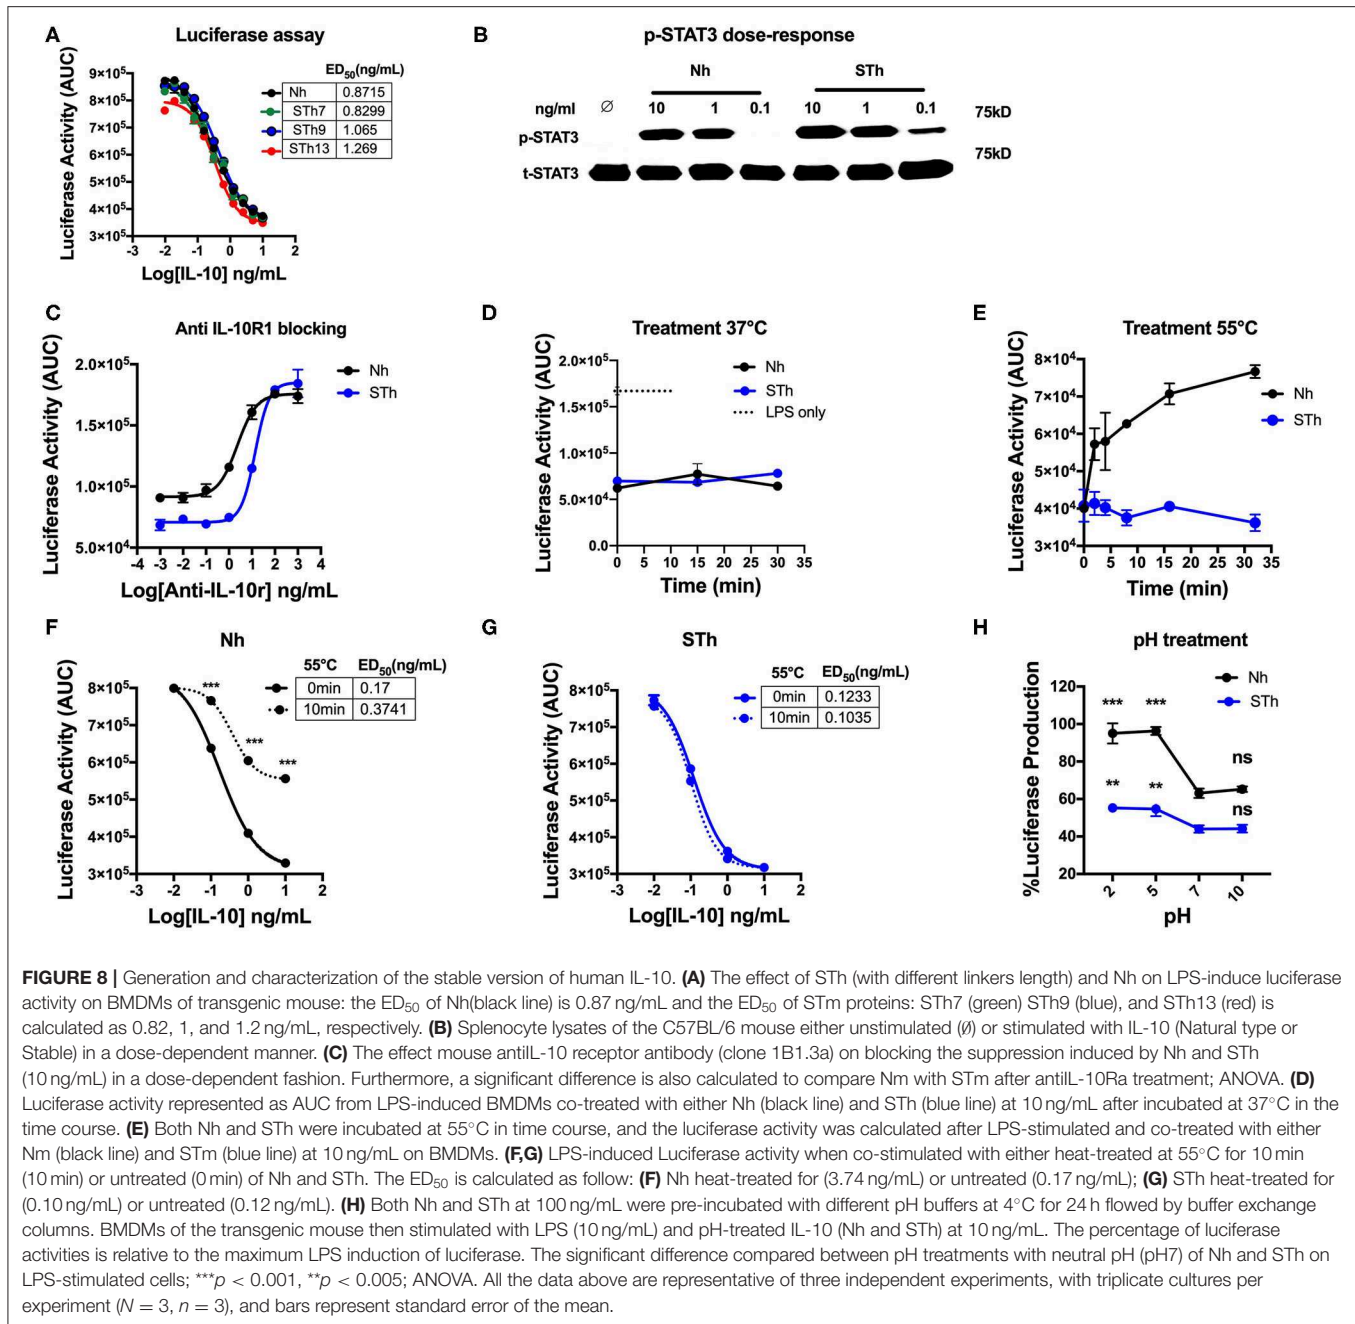 A
Luciferase assay
Luciferase Activity (AUC)
9×10⁵
8×10⁵
7×10⁵
6×10⁵
5×10⁵
4×10⁵
3×10⁵
-3 -2 -1 0 1 2
Log[IL-10] ng/mL
ED₅₀(ng/mL)
Nh 0.8715
STh7 0.8299
STh9 1.065
STh13 1.269
B
p-STAT3 dose-response
Nh STh
ng/ml Ø 10 1 0.1 10 1 0.1 75kD
p-STAT3
75kD
t-STAT3
C
Anti IL-10R1 blocking
Luciferase Activity (AUC)
2.0×10⁵
1.5×10⁵
1.0×10⁵
5.0×10⁴
-4 -3 -2 -1 0 1 2 3 4
Log[Anti-IL-10r] ng/mL
Nh
STh
D
Treatment 37°C
Luciferase Activity (AUC)
2.0×10⁵
1.5×10⁵
1.0×10⁵
5.0×10⁴
0.0
0 5 10 15 20 25 30 35
Time (min)
Nh
STh
LPS only
E
Treatment 55°C
Luciferase Activity (AUC)
8×10⁴
7×10⁴
6×10⁴
5×10⁴
4×10⁴
3×10⁴
0 5 10 15 20 25 30 35
Time (min)
Nh
STh
F
Nh
Luciferase Activity (AUC)
8×10⁵
7×10⁵
6×10⁵
5×10⁵
4×10⁵
3×10⁵
-3 -2 -1 0 1 2
Log[IL-10] ng/mL
55°C ED₅₀(ng/mL)
0min 0.17
10min 0.3741
***
***
***
G
STh
Luciferase Activity (AUC)
8×10⁵
7×10⁵
6×10⁵
5×10⁵
4×10⁵
3×10⁵
-3 -2 -1 0 1 2
Log[IL-10] ng/mL
55°C ED₅₀(ng/mL)
0min 0.1233
10min 0.1035
H
pH treatment
%Luciferase Production
120
100
80
60
40
20
2 5 7 10
pH
Nh
STh
*** ***
ns
** **
ns
FIGURE 8 | Generation and characterization of the stable version of human IL-10. (A) The effect of STh (with different linkers length) and Nh on LPS-induce luciferase
activity on BMDMs of transgenic mouse: the ED₅₀ of Nh(black line) is 0.87 ng/mL and the ED₅₀ of STm proteins: STh7 (green) STh9 (blue), and STh13 (red) is
calculated as 0.82, 1, and 1.2 ng/mL, respectively. (B) Splenocyte lysates of the C57BL/6 mouse either unstimulated (Ø) or stimulated with IL-10 (Natural type or
Stable) in a dose-dependent manner. (C) The effect mouse antiIL-10 receptor antibody (clone 1B1.3a) on blocking the suppression induced by Nh and STh
(10 ng/mL) in a dose-dependent fashion. Furthermore, a significant difference is also calculated to compare Nm with STm after antiIL-10Ra treatment; ANOVA. (D)
Luciferase activity represented as AUC from LPS-induced BMDMs co-treated with either Nh (black line) and STh (blue line) at 10 ng/mL after incubated at 37°C in the
time course. (E) Both Nh and STh were incubated at 55°C in time course, and the luciferase activity was calculated after LPS-stimulated and co-treated with either
Nm (black line) and STm (blue line) at 10 ng/mL on BMDMs. (F,G) LPS-induced Luciferase activity when co-stimulated with either heat-treated at 55°C for 10 min
(10 min) or untreated (0 min) of Nh and STh. The ED₅₀ is calculated as follow: (F) Nh heat-treated for (3.74 ng/mL) or untreated (0.17 ng/mL); (G) STh heat-treated for
(0.10 ng/mL) or untreated (0.12 ng/mL). (H) Both Nh and STh at 100 ng/mL were pre-incubated with different pH buffers at 4°C for 24 h flowed by buffer exchange
columns. BMDMs of the transgenic mouse then stimulated with LPS (10 ng/mL) and pH-treated IL-10 (Nh and STh) at 10 ng/mL. The percentage of luciferase
activities is relative to the maximum LPS induction of luciferase. The significant difference compared between pH treatments with neutral pH (pH7) of Nh and STh on
LPS-stimulated cells; ***p < 0.001, **p < 0.005; ANOVA. All the data above are representative of three independent experiments, with triplicate cultures per
experiment (N = 3, n = 3), and bars represent standard error of the mean.